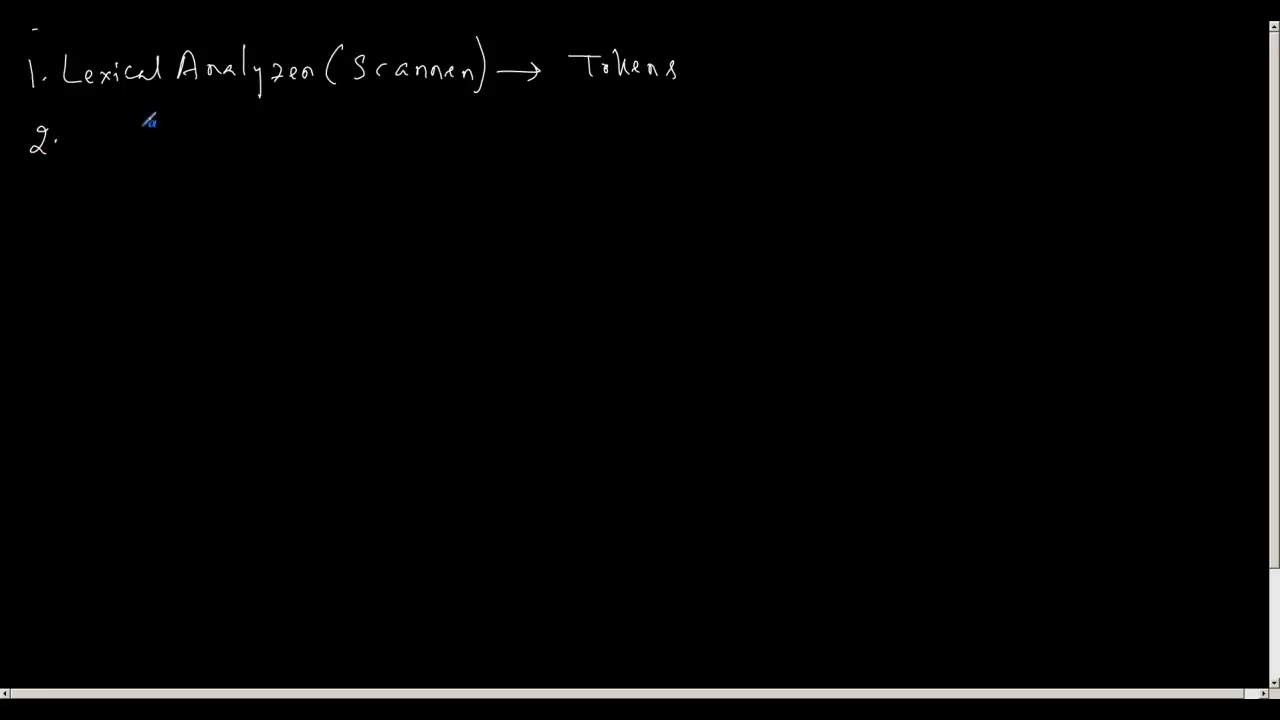 1. Lexical Analyzer (Scanner) → Tokens
2.